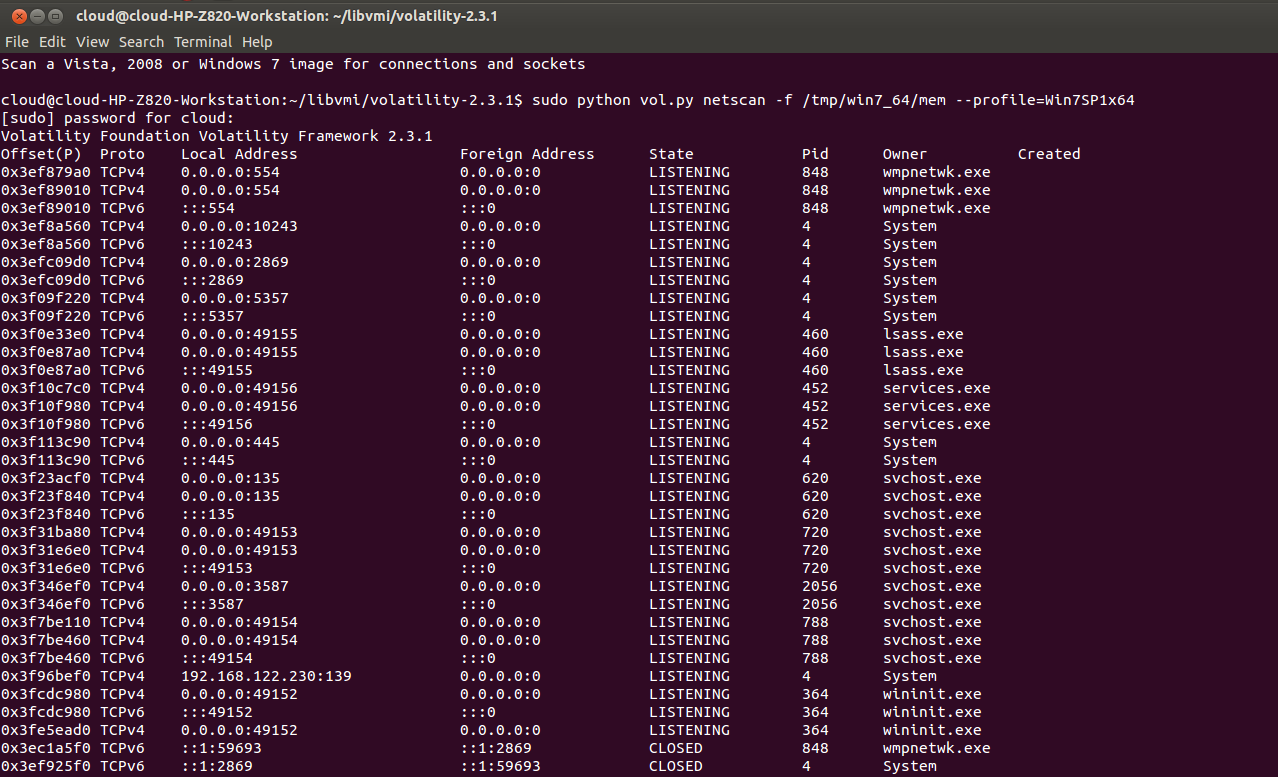 cloud@cloud-HP-Z820-Workstation: ~/libvmi/volatility-2.3.1
File Edit View Search Terminal Help
Scan a Vista, 2008 or Windows 7 image for connections and sockets
cloud@cloud-HP-Z820-Workstation:~/libvmi/volatility-2.3.1$ sudo python vol.py netscan -f /tmp/win7_64/mem --profile=Win7SP1x64
[sudo] password for cloud:
Volatility Foundation Volatility Framework 2.3.1
Offset(P) Proto Local Address Foreign Address State Pid Owner Created
0x3ef879a0 TCPv4 0.0.0.0:554 0.0.0.0:0 LISTENING 848 wmpnetwk.exe
0x3ef89010 TCPv4 0.0.0.0:554 0.0.0.0:0 LISTENING 848 wmpnetwk.exe
0x3ef89010 TCPv6 :::554 :::0 LISTENING 848 wmpnetwk.exe
0x3ef8a560 TCPv4 0.0.0.0:10243 0.0.0.0:0 LISTENING 4 System
0x3ef8a560 TCPv6 :::10243 :::0 LISTENING 4 System
0x3efc09d0 TCPv4 0.0.0.0:2869 0.0.0.0:0 LISTENING 4 System
0x3efc09d0 TCPv6 :::2869 :::0 LISTENING 4 System
0x3f09f220 TCPv4 0.0.0.0:5357 0.0.0.0:0 LISTENING 4 System
0x3f09f220 TCPv6 :::5357 :::0 LISTENING 4 System
0x3f0e33e0 TCPv4 0.0.0.0:49155 0.0.0.0:0 LISTENING 460 lsass.exe
0x3f0e87a0 TCPv4 0.0.0.0:49155 0.0.0.0:0 LISTENING 460 lsass.exe
0x3f0e87a0 TCPv6 :::49155 :::0 LISTENING 460 lsass.exe
0x3f10c7c0 TCPv4 0.0.0.0:49156 0.0.0.0:0 LISTENING 452 services.exe
0x3f10f980 TCPv4 0.0.0.0:49156 0.0.0.0:0 LISTENING 452 services.exe
0x3f10f980 TCPv6 :::49156 :::0 LISTENING 452 services.exe
0x3f113c90 TCPv4 0.0.0.0:445 0.0.0.0:0 LISTENING 4 System
0x3f113c90 TCPv6 :::445 :::0 LISTENING 4 System
0x3f23acf0 TCPv4 0.0.0.0:135 0.0.0.0:0 LISTENING 620 svchost.exe
0x3f23f840 TCPv4 0.0.0.0:135 0.0.0.0:0 LISTENING 620 svchost.exe
0x3f23f840 TCPv6 :::135 :::0 LISTENING 620 svchost.exe
0x3f31ba80 TCPv4 0.0.0.0:49153 0.0.0.0:0 LISTENING 720 svchost.exe
0x3f31e6e0 TCPv4 0.0.0.0:49153 0.0.0.0:0 LISTENING 720 svchost.exe
0x3f31e6e0 TCPv6 :::49153 :::0 LISTENING 720 svchost.exe
0x3f346ef0 TCPv4 0.0.0.0:3587 0.0.0.0:0 LISTENING 2056 svchost.exe
0x3f346ef0 TCPv6 :::3587 :::0 LISTENING 2056 svchost.exe
0x3f7be110 TCPv4 0.0.0.0:49154 0.0.0.0:0 LISTENING 788 svchost.exe
0x3f7be460 TCPv4 0.0.0.0:49154 0.0.0.0:0 LISTENING 788 svchost.exe
0x3f7be460 TCPv6 :::49154 :::0 LISTENING 788 svchost.exe
0x3f96bef0 TCPv4 192.168.122.230:139 0.0.0.0:0 LISTENING 4 System
0x3fcdc980 TCPv4 0.0.0.0:49152 0.0.0.0:0 LISTENING 364 wininit.exe
0x3fcdc980 TCPv6 :::49152 :::0 LISTENING 364 wininit.exe
0x3fe5ead0 TCPv4 0.0.0.0:49152 0.0.0.0:0 LISTENING 364 wininit.exe
0x3ec1a5f0 TCPv6 ::1:59693 ::1:2869 CLOSED 848 wmpnetwk.exe
0x3ef925f0 TCPv6 ::1:2869 ::1:59693 CLOSED 4 System